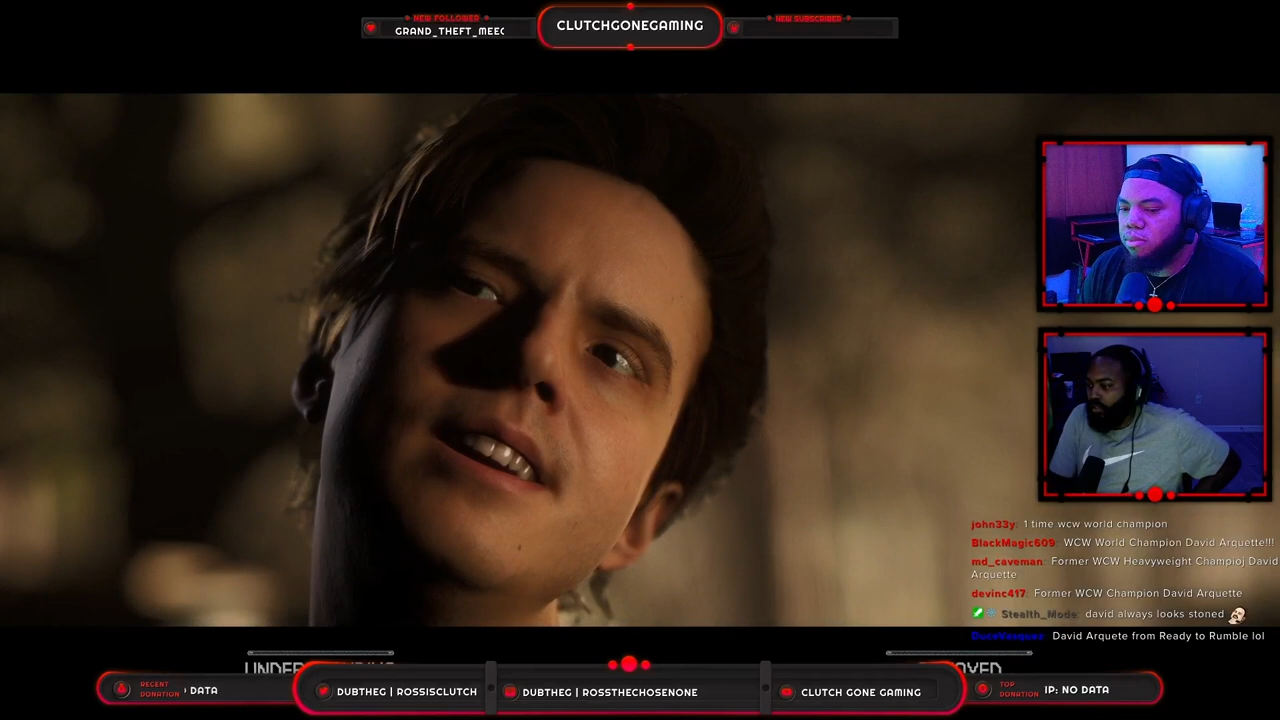 NEW FOLLOWER
GRAND_THEFT_MEEC
CLUTCHGONEGAMING
NEW SUBSCRIBER
john33y: 1 time wcw world champion
BlackMagic609: WCW World Champion David Arquette!!!
md_caveman: Former WCW Heavyweight Champioj David
Arquette
devinc417: Former WCW Champion David Arquette
Stealth_Mode: david always looks stoned
David Arquete from Ready to Rumble lol
RECENT
DONATION
DATA
DUBTHEG | ROSSISCLUTCH
DUBTHEG | ROSSTHECHOSENONE
CLUTCH GONE GAMING
TOP
DONATION
IP: NO DATA